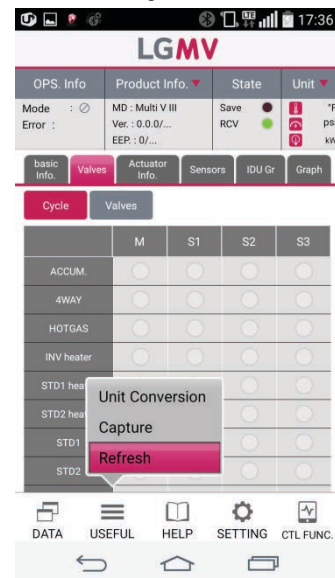 LTE 17:36
LGMV
OPS. Info Product Info. ▼ State Unit ▼
Mode : MD : Multi V III Save °F
Error : Ver. : 0.0.0/... RCV psi
EEP. : 0/... kW
basic Info. Valves Actuator Info. Sensors IDU Gr Graph
Cycle Valves
M S1 S2 S3
ACCUM.
4WAY
HOTGAS
INV heater
STD1 heat
STD2 heat
STD1
STD2
Unit Conversion
Capture
Refresh
DATA USEFUL HELP SETTING CTL FUNC.